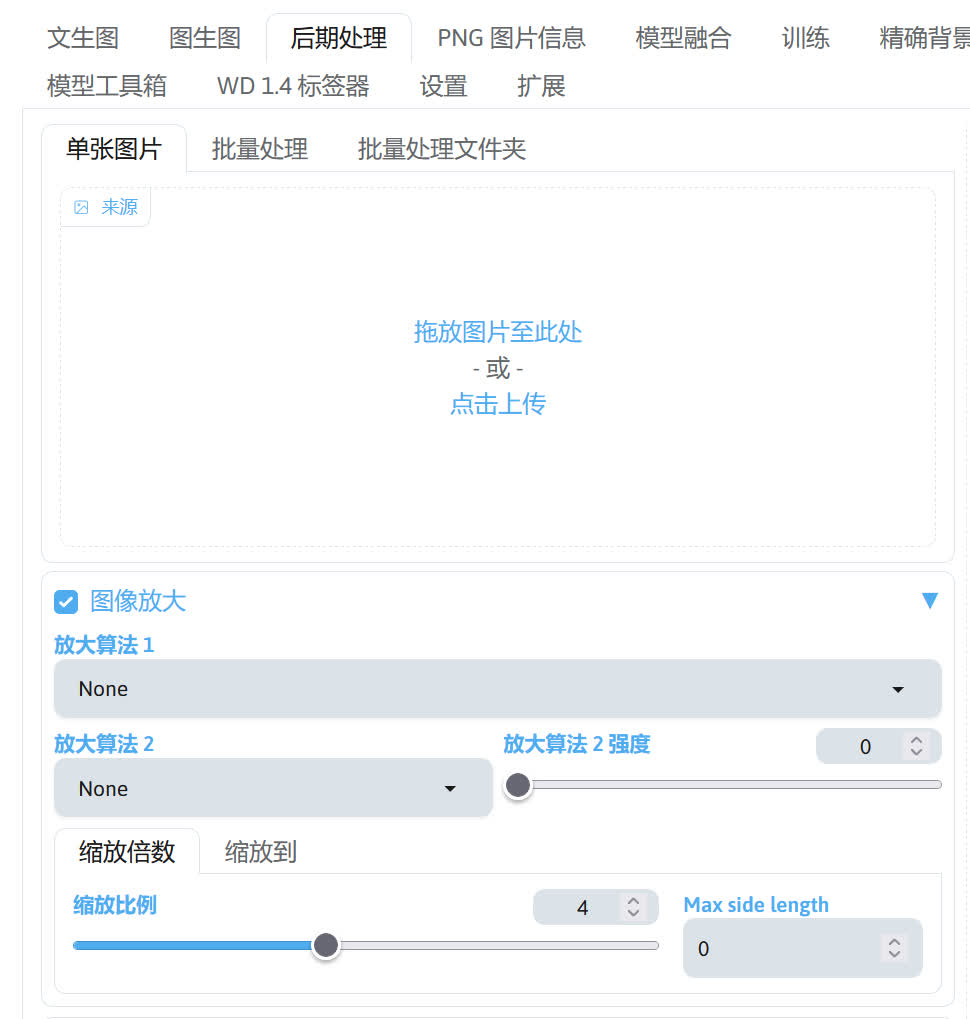 文生图 图生图 后期处理 PNG 图片信息 模型融合 训练 精确背景
模型工具箱 WD 1.4 标签器 设置 扩展
单张图片 批量处理 批量处理文件夹
来源
拖放图片至此处
- 或 -
点击上传
图像放大
放大算法 1
None
放大算法 2 放大算法 2 强度 0
None
缩放倍数 缩放到
缩放比例 4 Max side length
0